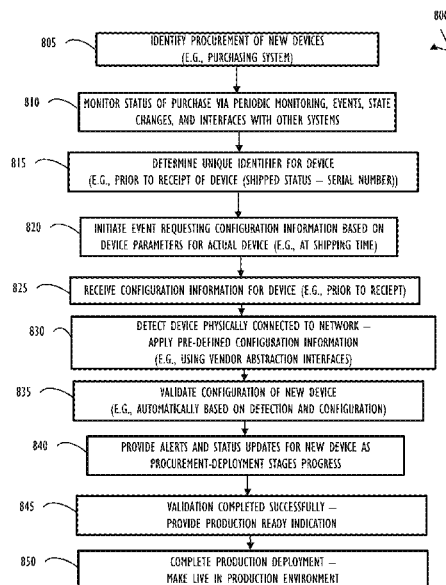 800
805
IDENTIFY PROCUREMENT OF NEW DEVICES
(E.G., PURCHASING SYSTEM)
810
MONITOR STATUS OF PURCHASE VIA PERIODIC MONITORING, EVENTS, STATE
CHANGES, AND INTERFACES WITH OTHER SYSTEMS
815
DETERMINE UNIQUE IDENTIFIER FOR DEVICE
(E.G., PRIOR TO RECEIPT OF DEVICE (SHIPPED STATUS – SERIAL NUMBER))
820
INITIATE EVENT REQUESTING CONFIGURATION INFORMATION BASED ON
DEVICE PARAMETERS FOR ACTUAL DEVICE (E.G., AT SHIPPING TIME)
825
RECEIVE CONFIGURATION INFORMATION FOR DEVICE (E.G., PRIOR TO RECIEPT)
830
DETECT DEVICE PHYSICALLY CONNECTED TO NETWORK –
APPLY PRE-DEFINED CONFIGURATION INFORMATION
(E.G., USING VENDOR ABSTRACTION INTERFACES)
835
VALIDATE CONFIGURATION OF NEW DEVICE
(E.G., AUTOMATICALLY BASED ON DETECTION AND CONFIGURATION)
840
PROVIDE ALERTS AND STATUS UPDATES FOR NEW DEVICE AS
PROCUREMENT-DEPLOYMENT STAGES PROGRESS
845
VALIDATION COMPLETED SUCCESSFULLY –
PROVIDE PRODUCTION READY INDICATION
850
COMPLETE PRODUCTION DEPLOYMENT –
MAKE LIVE IN PRODUCTION ENVIRONMENT